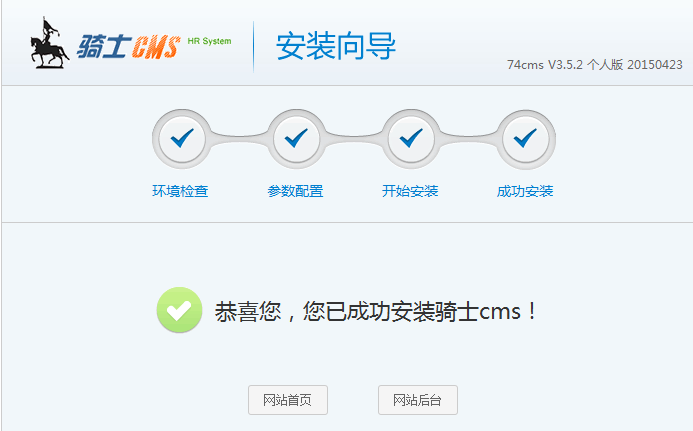 骑士CMS HR System
安装向导
74cms V3.5.2 个人版 20150423
环境检查 参数配置 开始安装 成功安装
恭喜您，您已成功安装骑士cms！
网站首页 网站后台